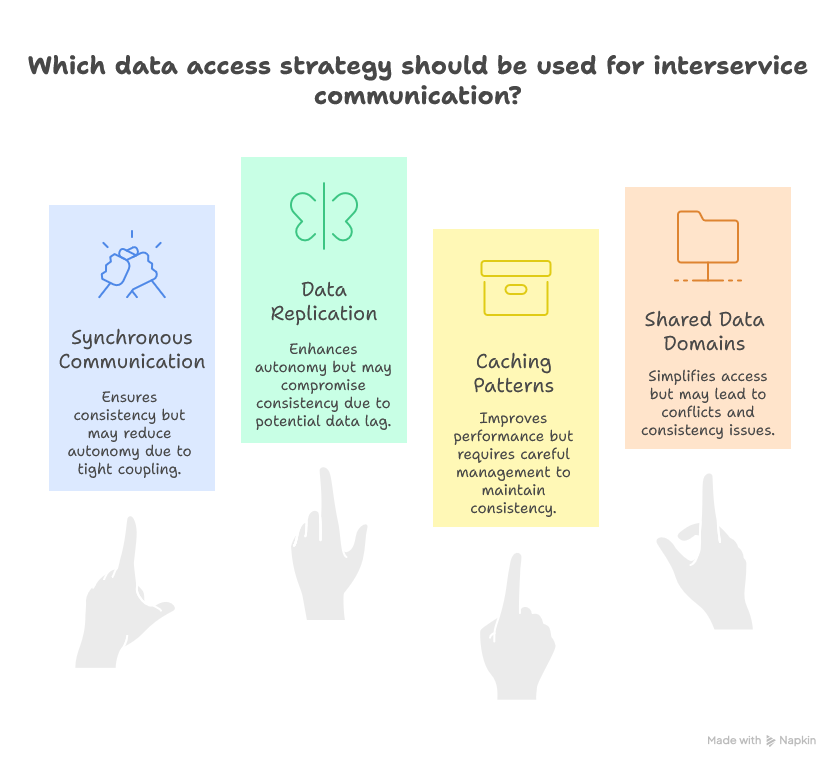 Which data access strategy should be used for interservice
communication?
Synchronous
Communication
Ensures
consistency but
may reduce
autonomy due to
tight coupling.
Data
Replication
Enhances
autonomy but may
compromise
consistency due to
potential data lag.
Caching
Patterns
Improves
performance but
requires careful
management to
maintain
consistency.
Shared Data
Domains
Simplifies access
but may lead to
conflicts and
consistency issues.
Made with Napkin